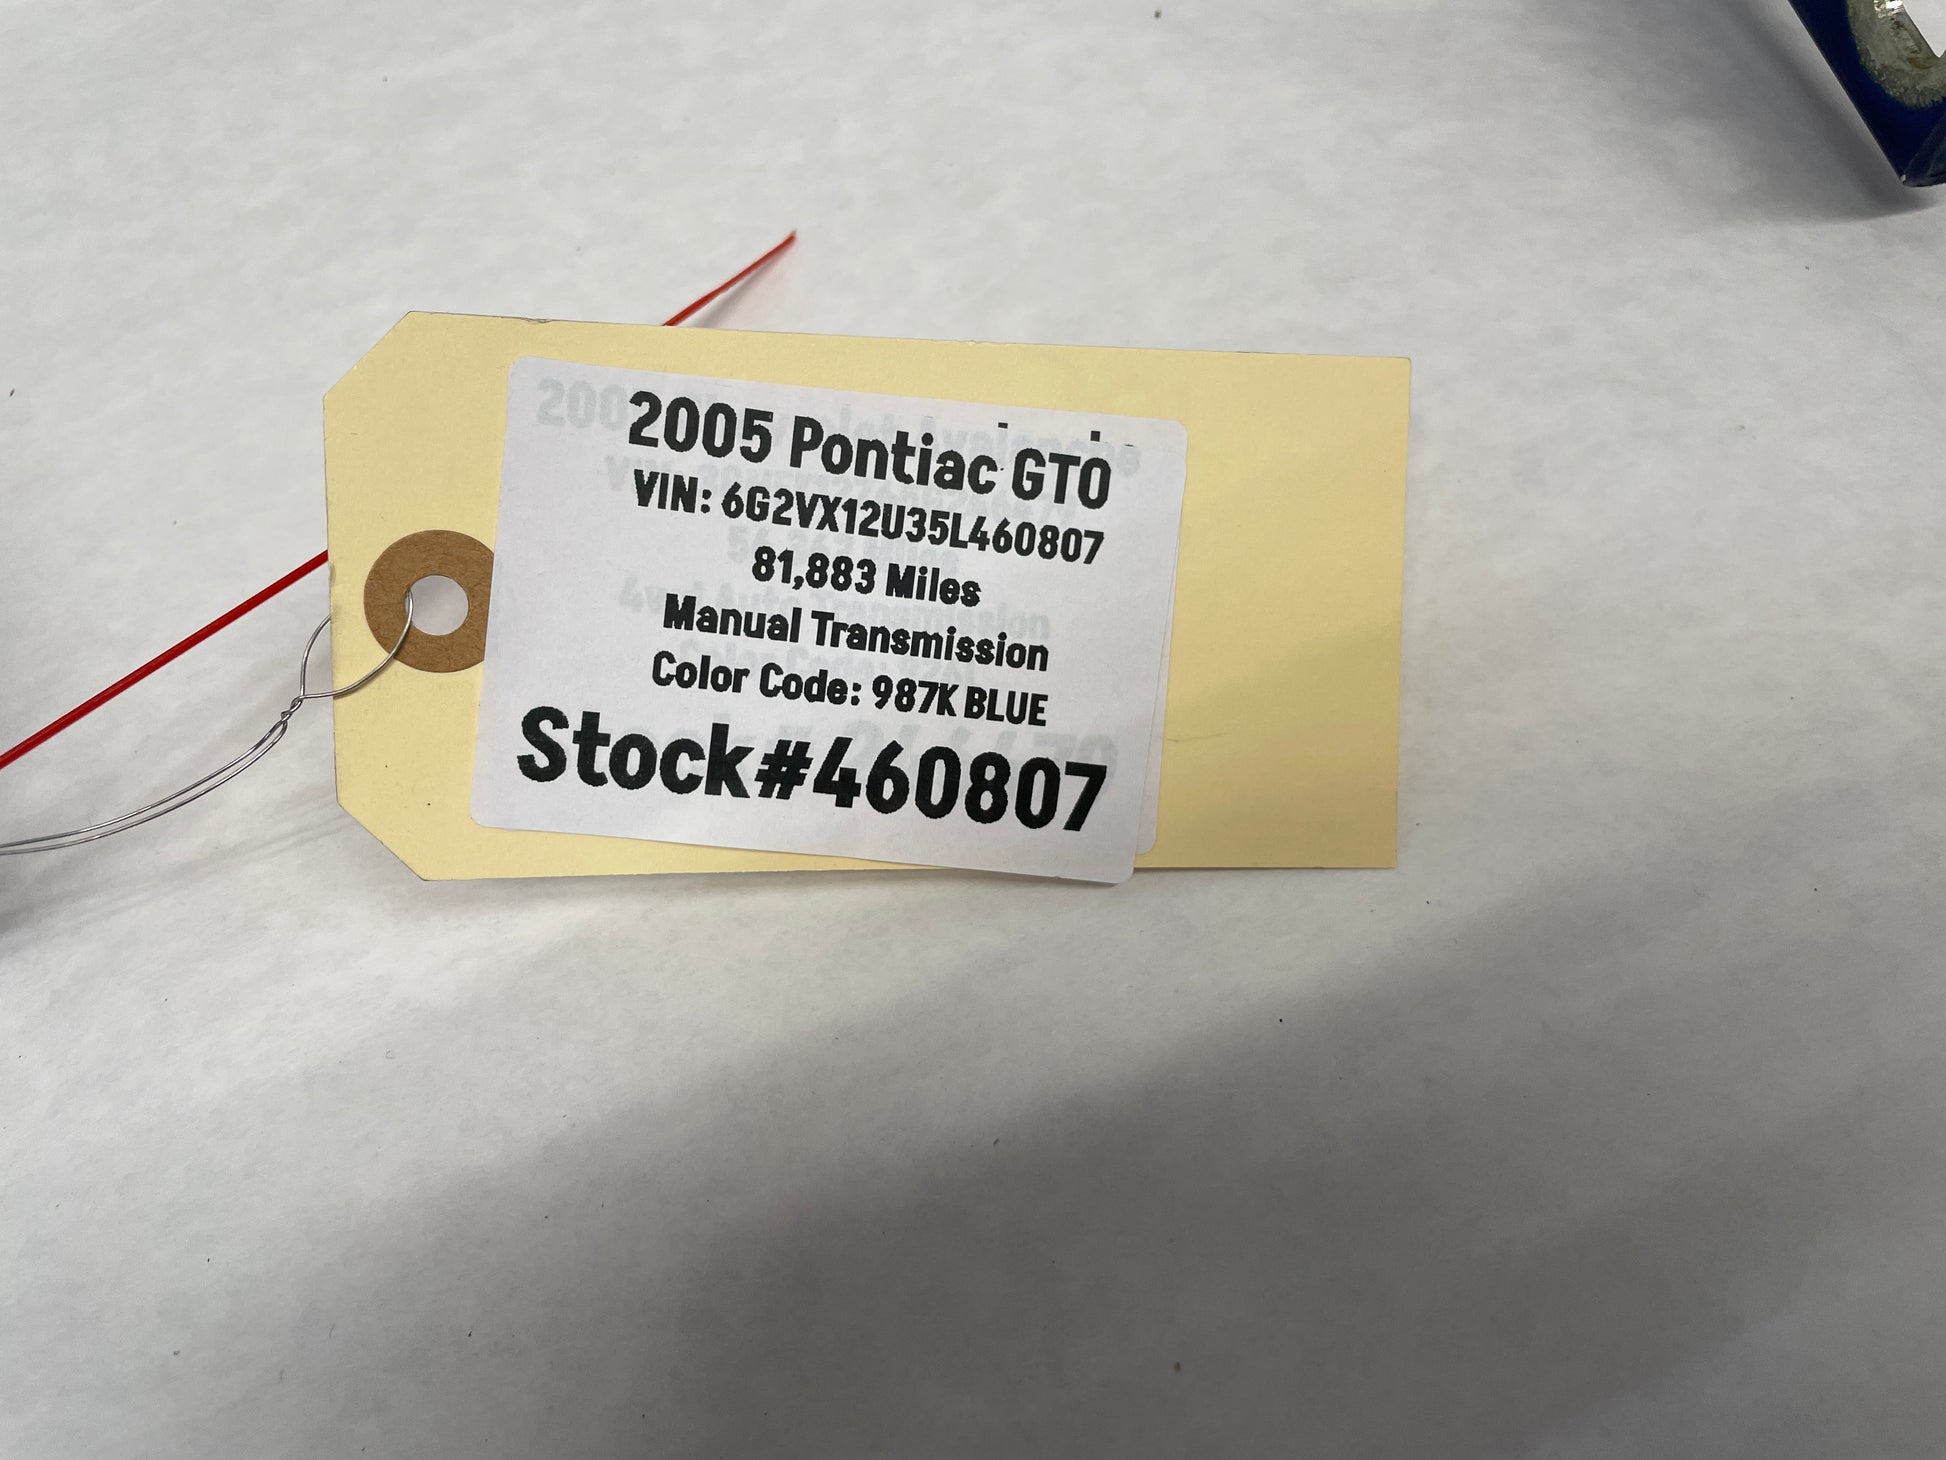 2005 Pontiac GTO
VIN: 6G2VX12U35L460807
81,883 Miles
Manual Transmission
Color Code: 987K BLUE
Stock#460807